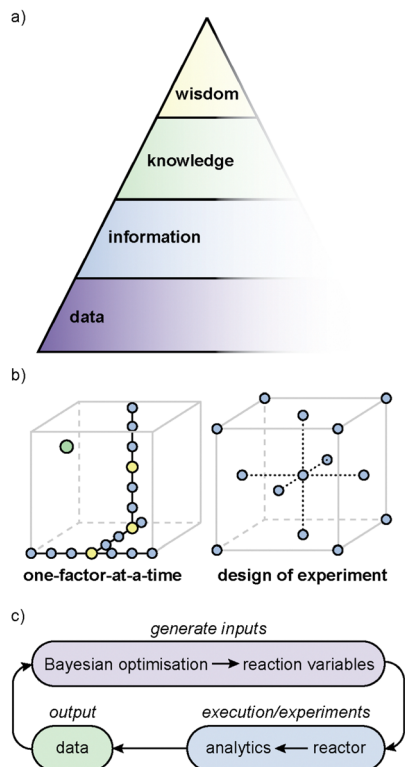 a)
wisdom
knowledge
information
data
b)
one-factor-at-a-time
design of experiment
c)
generate inputs
Bayesian optimisation reaction variables
output
execution/experiments
data
analytics reactor